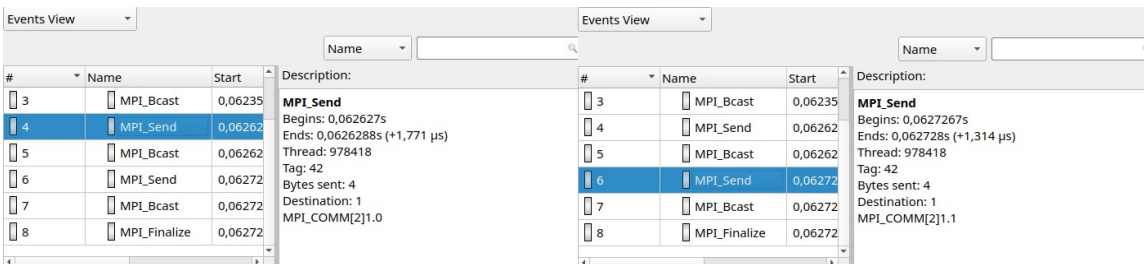 Events View
Name
# Name Start
Description:
3 MPI_Bcast 0,06235
4 MPI_Send 0,06262
5 MPI_Bcast 0,06262
6 MPI_Send 0,06272
7 MPI_Bcast 0,06272
8 MPI_Finalize 0,06272
MPI_Send
Begins: 0,062627s
Ends: 0,0626288s (+1,771 µs)
Thread: 978418
Tag: 42
Bytes sent: 4
Destination: 1
MPI_COMM[2]1.0
Events View
Name
# Name Start
Description:
3 MPI_Bcast 0,06235
4 MPI_Send 0,06262
5 MPI_Bcast 0,06262
6 MPI_Send 0,06272
7 MPI_Bcast 0,06272
8 MPI_Finalize 0,06272
MPI_Send
Begins: 0,0627267s
Ends: 0,062728s (+1,314 µs)
Thread: 978418
Tag: 42
Bytes sent: 4
Destination: 1
MPI_COMM[2]1.1